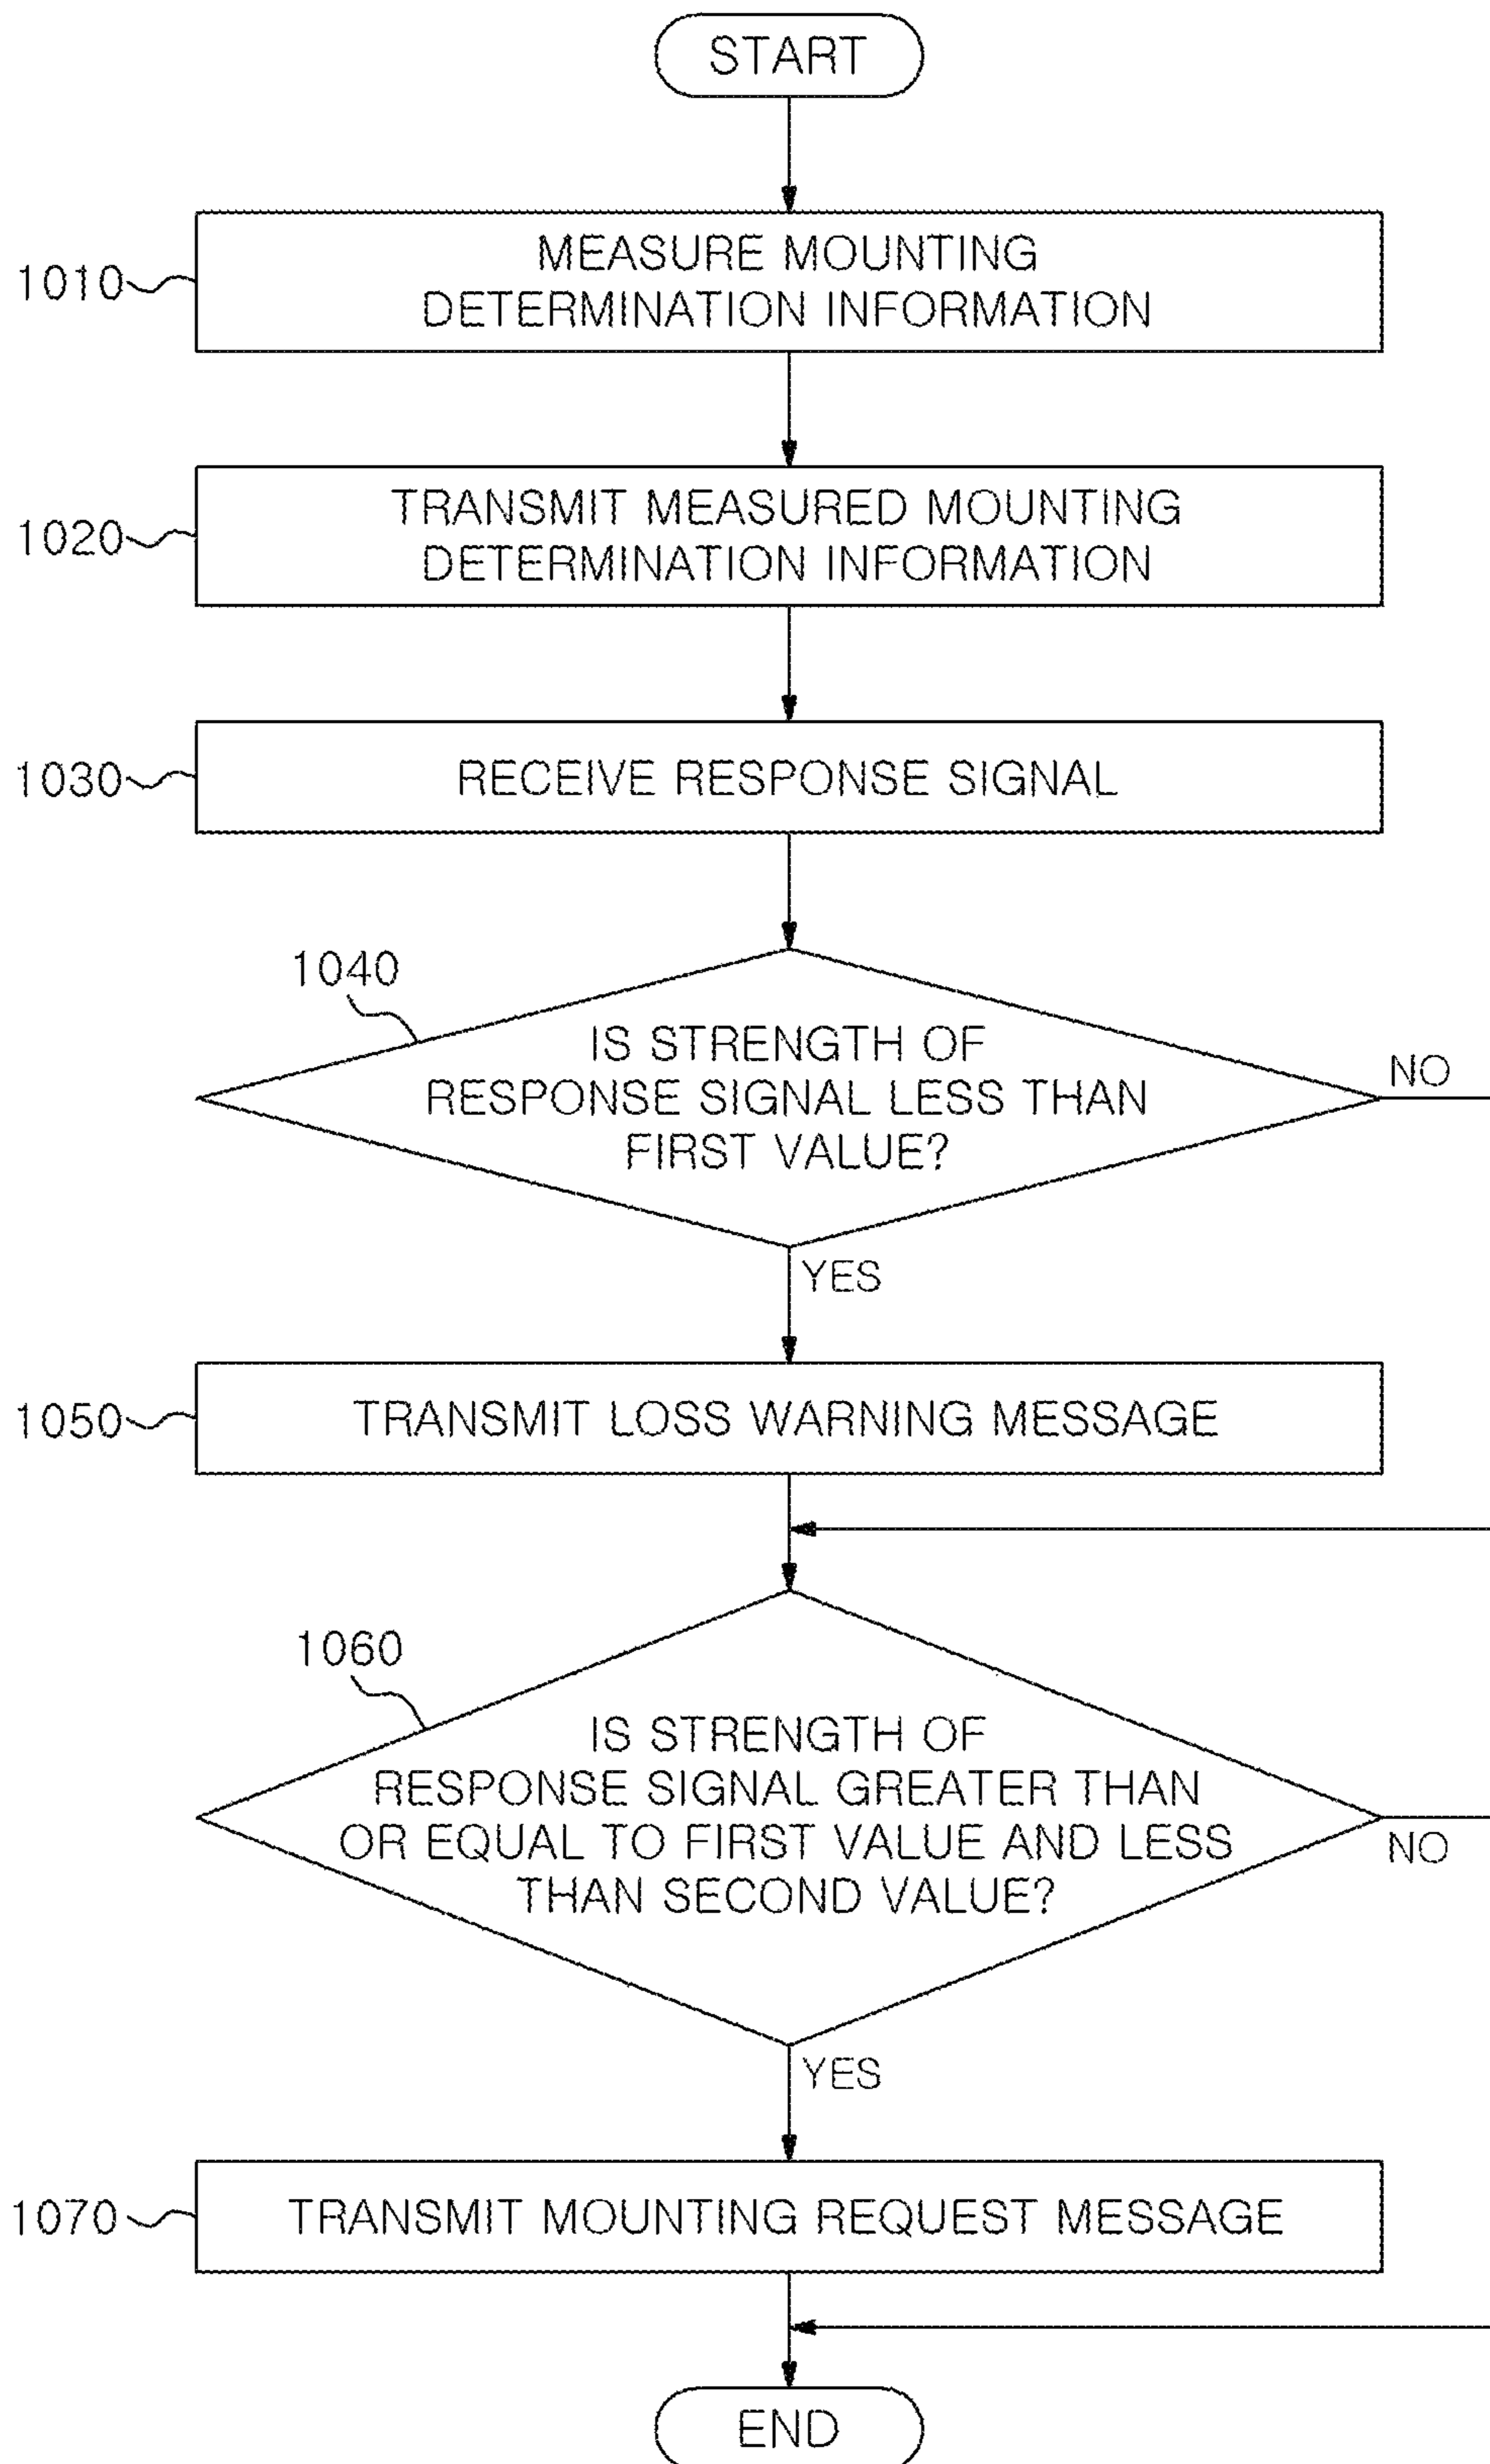 START
1010
MEASURE MOUNTING
DETERMINATION INFORMATION
1020
TRANSMIT MEASURED MOUNTING
DETERMINATION INFORMATION
1030
RECEIVE RESPONSE SIGNAL
1040
IS STRENGTH OF
RESPONSE SIGNAL LESS THAN
FIRST VALUE?
NO
YES
1050
TRANSMIT LOSS WARNING MESSAGE
1060
IS STRENGTH OF
RESPONSE SIGNAL GREATER THAN
OR EQUAL TO FIRST VALUE AND LESS
THAN SECOND VALUE?
NO
YES
1070
TRANSMIT MOUNTING REQUEST MESSAGE
END